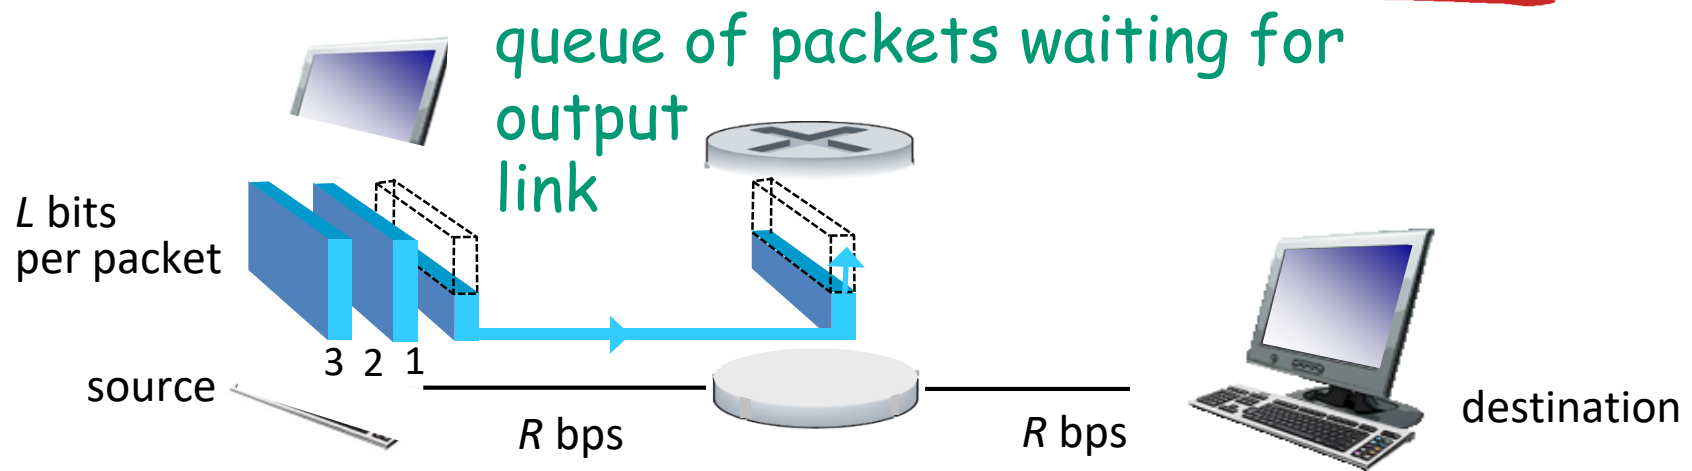 queue of packets waiting for
output
link
L bits
per packet
3 2 1
source
R bps
R bps
destination